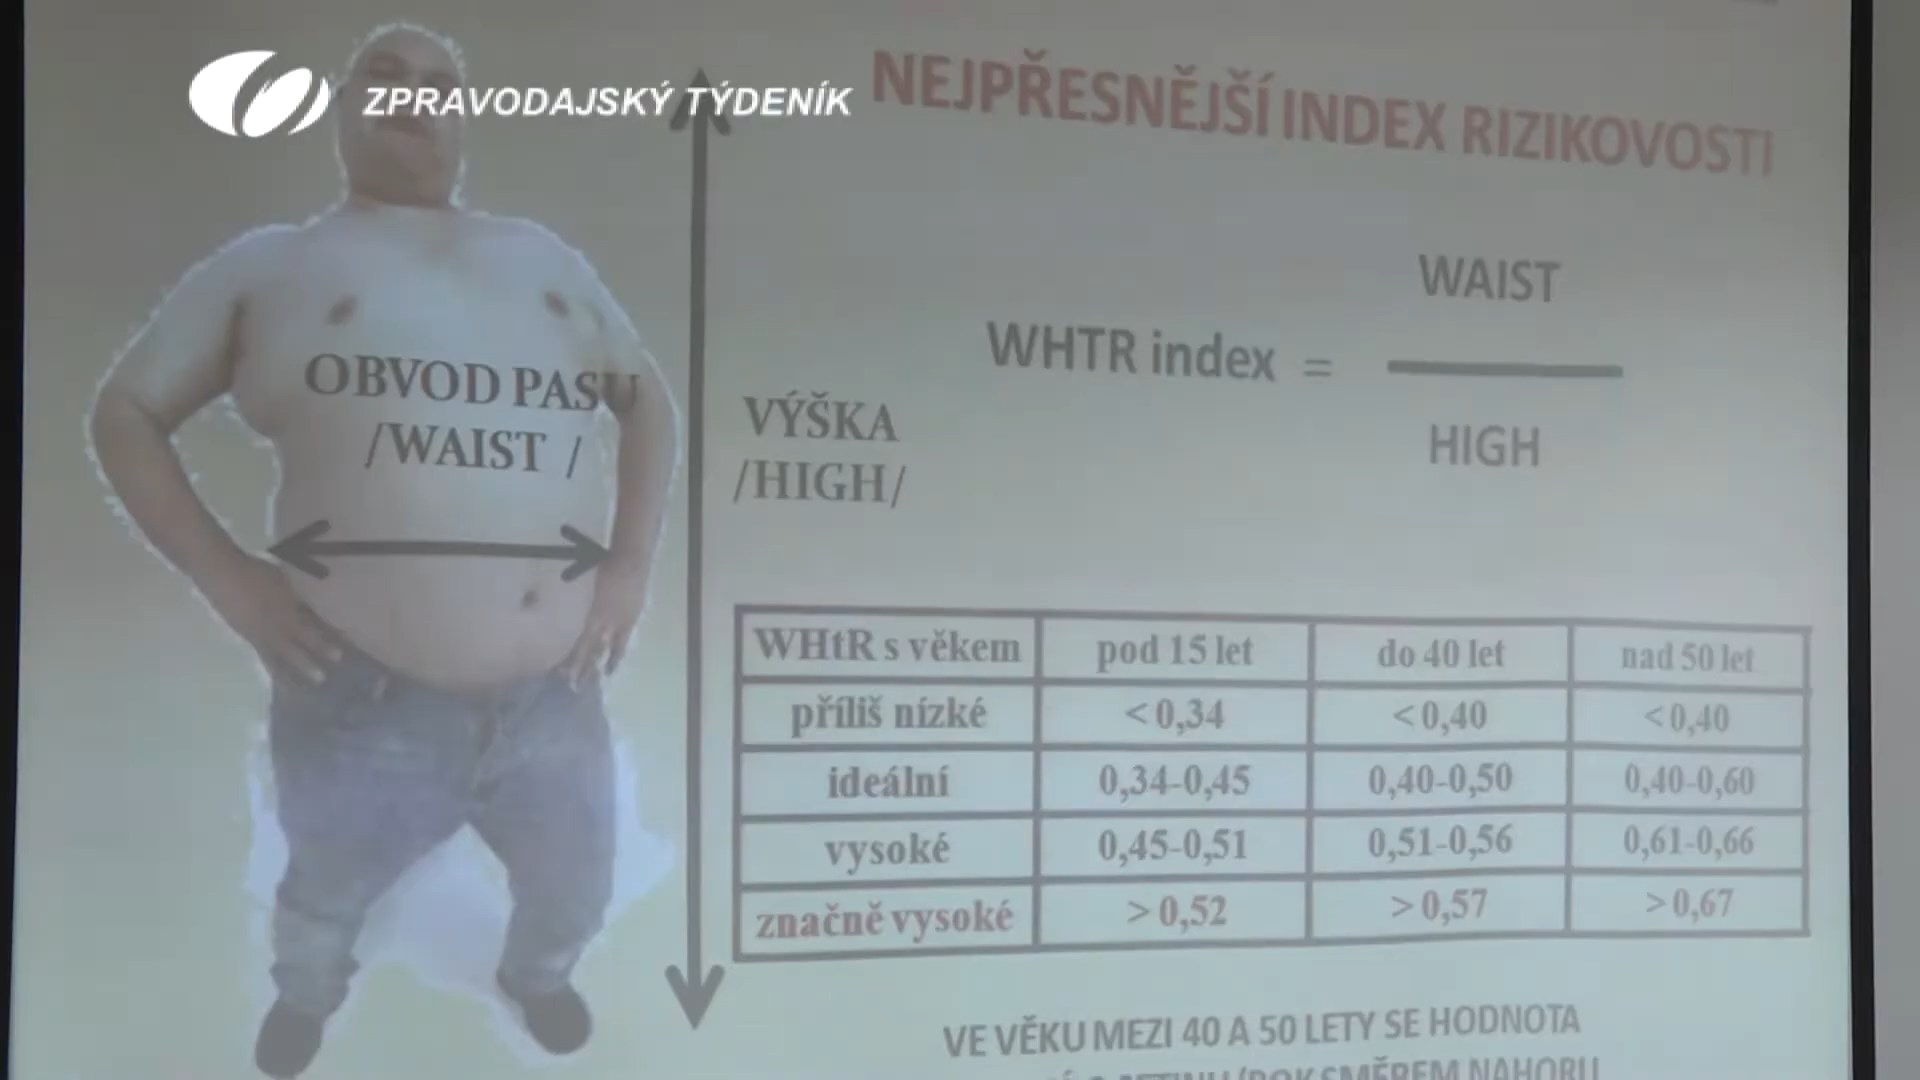 ZPRAVODAJSKÝ TÝDENÍK
NEJPŘESNĚJŠÍ INDEX RIZIKOVOSTI
OBVOD PASU
/WAIST /
VÝŠKA
/HIGH/
WHTR index =
WAIST
HIGH
WHtR s věkem pod 15 let do 40 let nad 50 let
příliš nízké < 0,34 < 0,40 < 0,40
ideální 0,34-0,45 0,40-0,50 0,40-0,60
vysoké 0,45-0,51 0,51-0,56 0,61-0,66
značně vysoké > 0,52 > 0,57 > 0,67
VE VĚKU MEZI 40 A 50 LETY SE HODNOTA
SMĚREM NAHORU